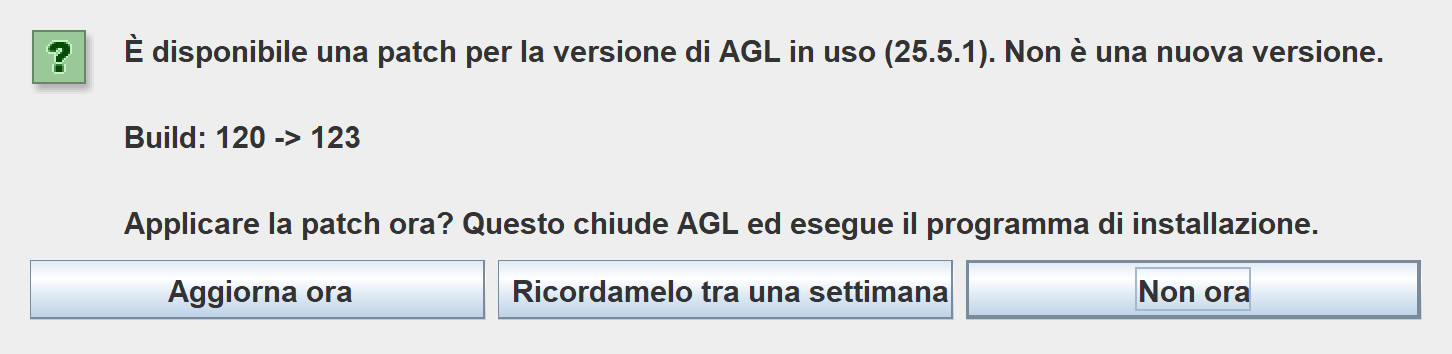 È disponibile una patch per la versione di AGL in uso (25.5.1). Non è una nuova versione.
Build: 120 -> 123
Applicare la patch ora? Questo chiude AGL ed esegue il programma di installazione.
Aggiorna ora
Ricordamelo tra una settimana
Non ora